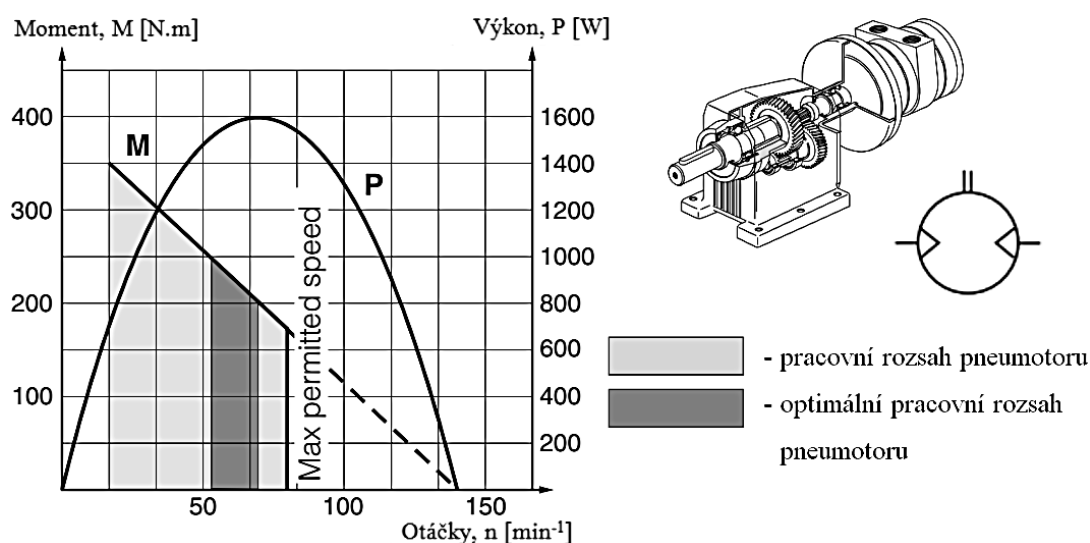 Moment, M [N.m]
Výkon, P [W]
400
300
200
100
M
P
Max permitted speed
1600
1400
1200
1000
800
600
400
200
50
100
150
Otáčky, n [min⁻¹]
- pracovní rozsah pneumotoru
- optimální pracovní rozsah
pneumotoru